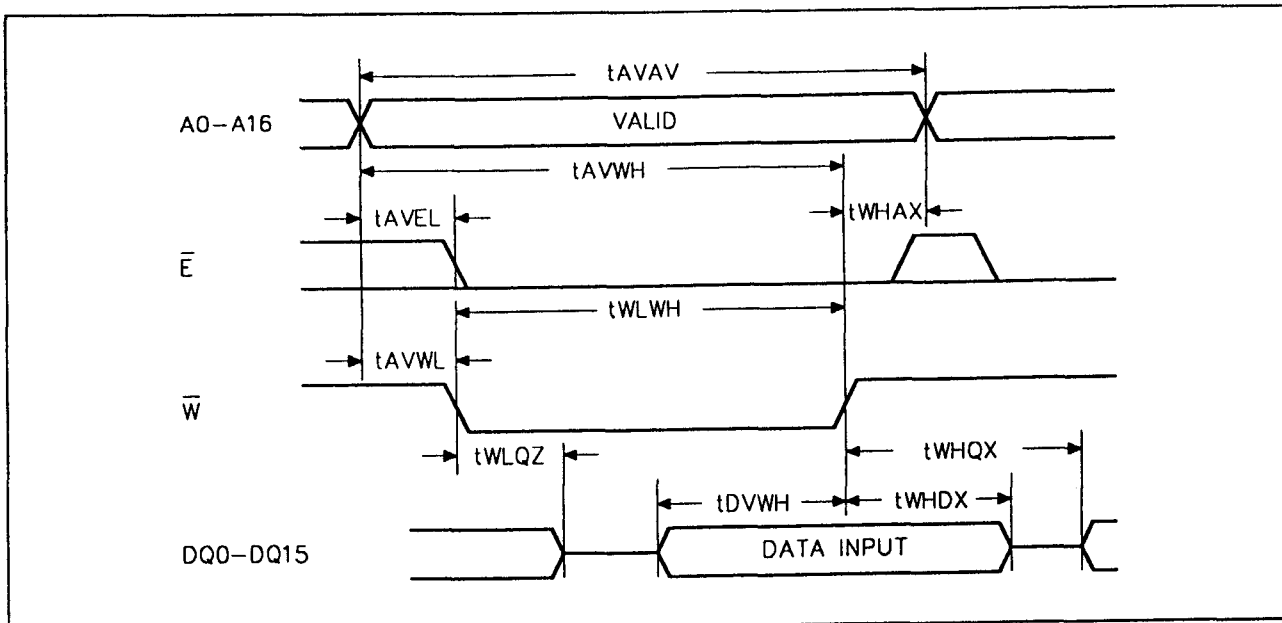 tAVAV
A0-A16
VALID
tAVWH
tAVEL
tWHAX
E̅
tWLWH
tAVWL
W̅
tWLQZ
tWHQX
tDVWH
tWHDX
DQ0-DQ15
DATA INPUT